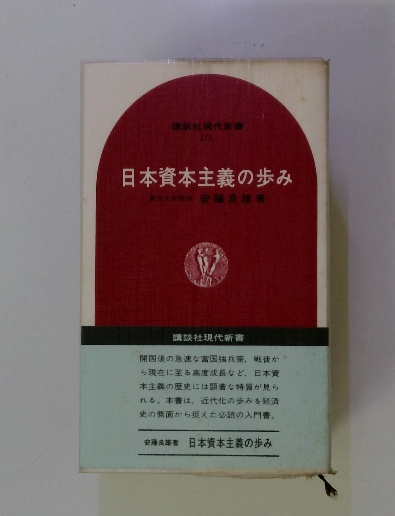 講談社現代新書
日本資本主義の歩み
安藤良雄著
講談社現代新書
開国後の急速な富国強兵策、戦後か
ら現在に至る高度成長など、日本資
本主義の歴史には顕著な特質が見ら
れる。本書は、近代化の歩みを経済
史の側面から捉えた必読の入門書。
安藤良雄著 日本資本主義の歩み